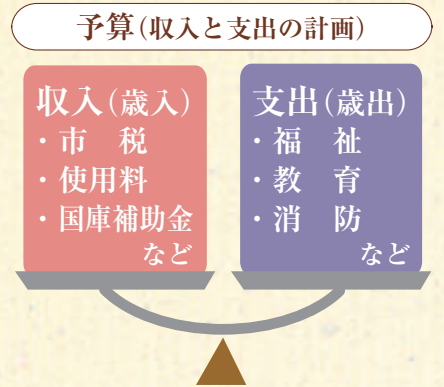 予算(収入と支出の計画)
収入(歳入)
・市　税
・使用料
・国庫補助金
など
支出(歳出)
・福　祉
・教　育
・消　防
など